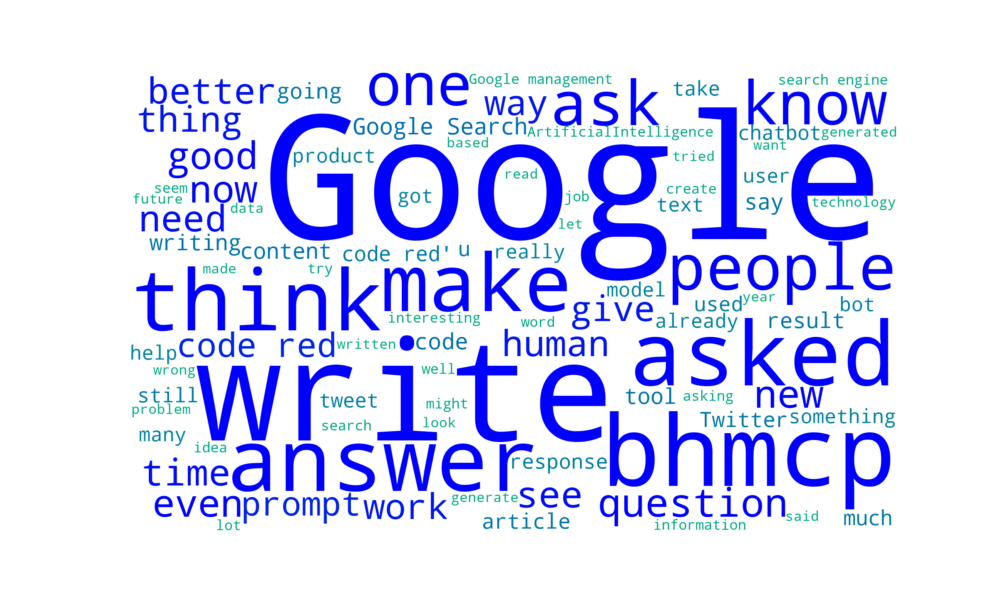 Google management
search engine
better
going
one
way
ask
take
know
thing
Google Search
ArtificialIntelligence
chatbot
generated
based
want
good
product
Google
tried
read
user
seem
now
got
job
create
future
data
text
say
technology
need
let
writing
content
code red'
u
really
people
made
try
think
make
model
give
used
year
bot
interesting
word
already
result
help
code red
written
code
human
asked
wrong
well
write
still
tweet
might
tool
asking
new
problem
search
look
Twitter
something
many
idea
answer
bhmcp
time
response
even
prompt
work
generate
see
question
lot
article
information
said
much